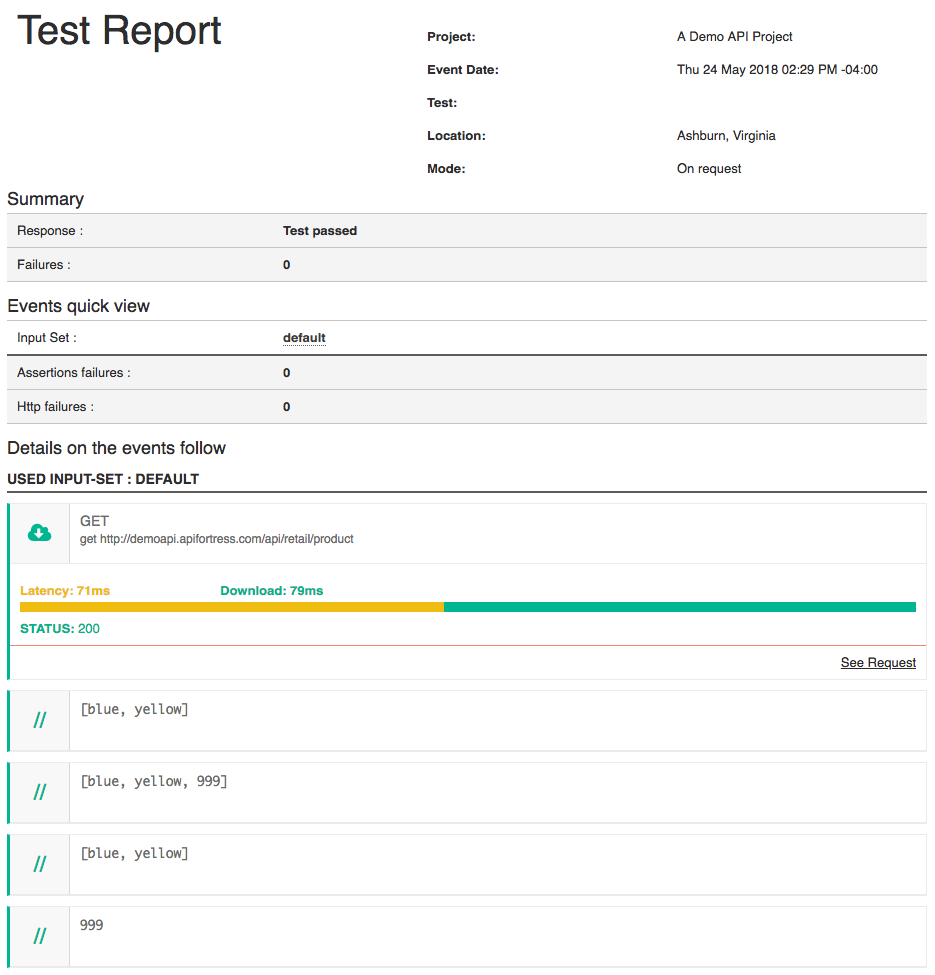 Test Report
Project: A Demo API Project
Event Date: Thu 24 May 2018 02:29 PM -04:00
Test:
Location: Ashburn, Virginia
Mode: On request
Summary
Response : Test passed
Failures : 0
Events quick view
Input Set : default
Assertions failures : 0
Http failures : 0
Details on the events follow
USED INPUT-SET : DEFAULT
GET
get http://demoapi.apifortress.com/api/retail/product
Latency: 71ms Download: 79ms
STATUS: 200
See Request
// [blue, yellow]
// [blue, yellow, 999]
// [blue, yellow]
// 999